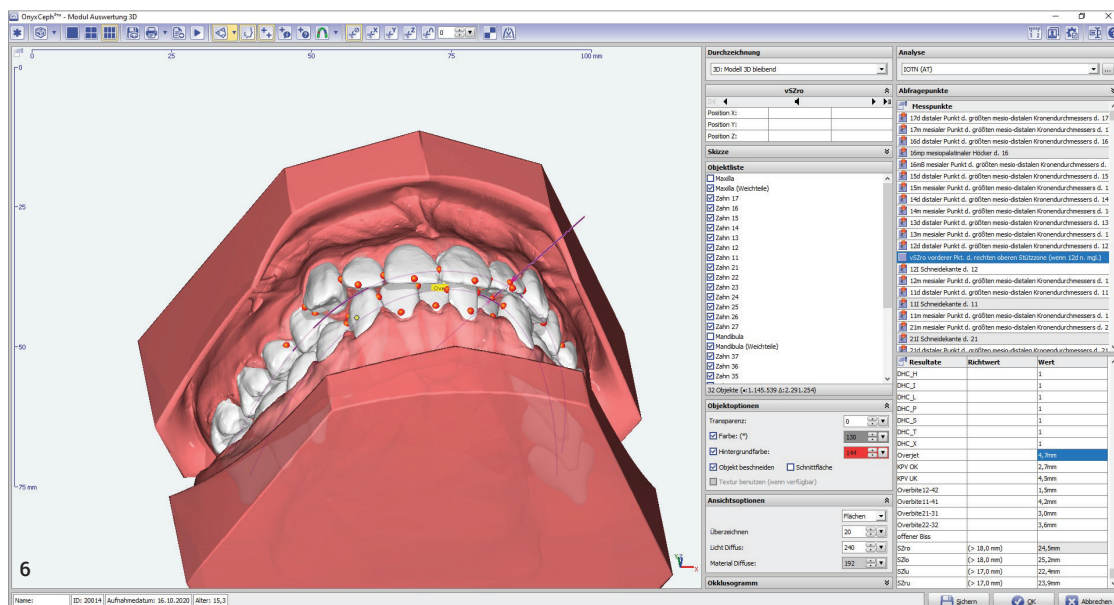 OnyxCeph³™ - Modul Auswertung 3D
0
0 25 50 75 100 mm
0
25
50
75 mm
Ove
6
Y Z
X
Durchzeichnung
3D: Modell 3D bleibend
vSZro
Position X:
Position Y:
Position Z:
Skizze
Objektliste
Maxilla
Maxilla (Weichteile)
Zahn 17
Zahn 16
Zahn 15
Zahn 14
Zahn 13
Zahn 12
Zahn 11
Zahn 21
Zahn 22
Zahn 23
Zahn 24
Zahn 25
Zahn 26
Zahn 27
Mandibula
Mandibula (Weichteile)
Zahn 37
Zahn 36
Zahn 35
32 Objekte (•:1.145.539 Δ:2.291.254)
Objektoptionen
Transparenz: 0
Farbe: (*) 130
Hintergrundfarbe: 144
Objekt beschneiden Schnittfläche
Textur benutzen (wenn verfügbar)
Ansichtsoptionen
Flächen
Überzeichnen 20
Licht Diffus: 240
Material Diffuse: 192
Okklusogramm
Analyse
IOTN (AT)
...
Abfragepunkte
Messpunkte
17d distaler Punkt d. größten mesio-distalen Kronendurchmessers d. 17
17m mesialer Punkt d. größten mesio-distalen Kronendurchmessers d. 1
16d distaler Punkt d. größten mesio-distalen Kronendurchmessers d. 16
16mp mesiopalatinaler Höcker d. 16
16mB mesialer Punkt d. größten mesio-distalen Kronendurchmessers d.
15d distaler Punkt d. größten mesio-distalen Kronendurchmessers d. 15
15m mesialer Punkt d. größten mesio-distalen Kronendurchmessers d. 1
14d distaler Punkt d. größten mesio-distalen Kronendurchmessers d. 14
14m mesialer Punkt d. größten mesio-distalen Kronendurchmessers d. 1
13d distaler Punkt d. größten mesio-distalen Kronendurchmessers d. 13
13m mesialer Punkt d. größten mesio-distalen Kronendurchmessers d. 1
12d distaler Punkt d. größten mesio-distalen Kronendurchmessers d. 12
vSZro vorderer Pkt. d. rechten oberen Stützzone (wenn 12d n. mgl.)
12I Schneidekante d. 12
12m mesialer Punkt d. größten mesio-distalen Kronendurchmessers d. 1
11d distaler Punkt d. größten mesio-distalen Kronendurchmessers d. 11
11I Schneidekante d. 11
11m mesialer Punkt d. größten mesio-distalen Kronendurchmessers d. 1
21m mesialer Punkt d. größten mesio-distalen Kronendurchmessers d. 2
21I Schneidekante d. 21
21d distaler Punkt d. größten mesio-distalen Kronendurchmessers d. 21
Resultate Richtwert Wert
DHC_H 1
DHC_I 1
DHC_L 1
DHC_P 1
DHC_S 1
DHC_T 1
DHC_X 1
Overjet 4,7mm
KPV OK 2,7mm
KPV UK 4,5mm
Overbite12-42 1,5mm
Overbite11-41 4,2mm
Overbite21-31 3,0mm
Overbite22-32 3,6mm
offener Biss
SZro (> 18,0 mm) 24,5mm
SZlo (> 18,0 mm) 25,2mm
SZlu (> 17,0 mm) 22,4mm
SZru (> 17,0 mm) 23,9mm
Name: ID: 20014 Aufnahmedatum: 16.10.2020 Alter: 15,3
Sichern OK Abbrechen